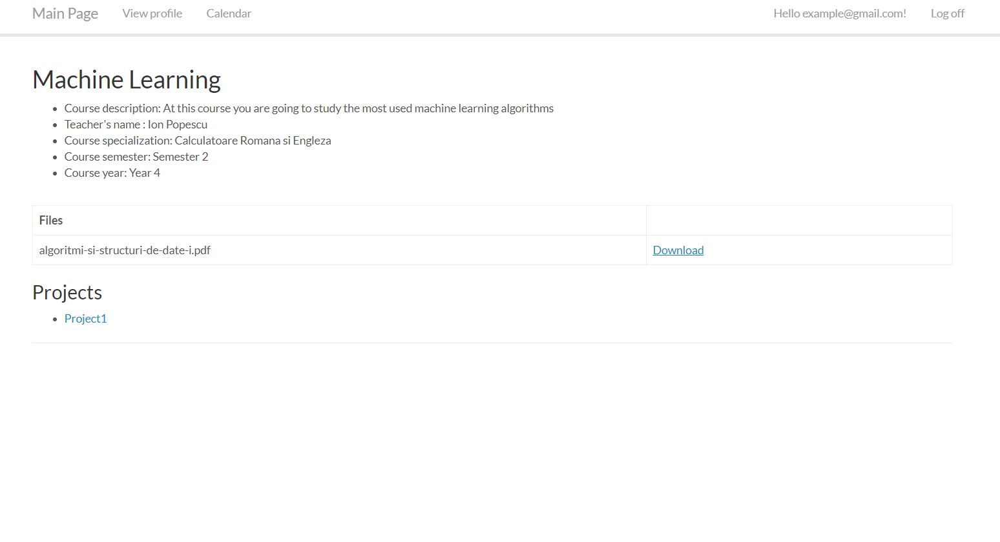 Main Page View profile Calendar Hello example@gmail.com! Log off
Machine Learning
Course description: At this course you are going to study the most used machine learning algorithms
Teacher's name : Ion Popescu
Course specialization: Calculatoare Romana si Engleza
Course semester: Semester 2
Course year: Year 4
Files
algoritmi-si-structuri-de-date-i.pdf Download
Projects
Project1